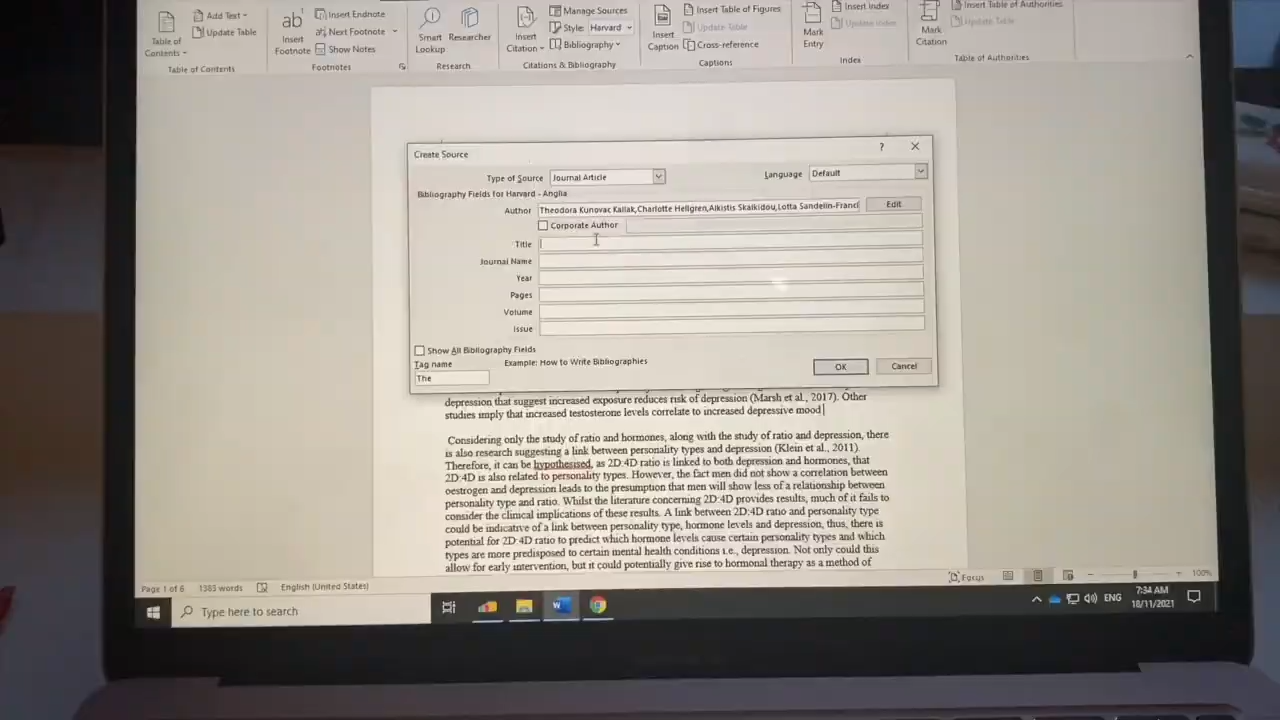 Table of Contents
Add Text
Update Table
Table of Contents
ab
Insert Footnote
Insert Endnote
Next Footnote
Show Notes
Footnotes
Smart Lookup
Researcher
Research
Insert Citation
Manage Sources
Style: Harvard
Bibliography
Citations & Bibliography
Insert Caption
Insert Table of Figures
Update Table
Cross-reference
Captions
Mark Entry
Insert Index
Update Index
Index
Mark Citation
Insert Table of Authorities
Update Table
Table of Authorities
Create Source
?
Type of Source Journal Article
Language Default
Bibliography Fields for Harvard - Anglia
Author Theodora Kunovac Kallak,Charlotte Hellgren,Alkistis Skalkidou,Lotta Sandelin-Franc
Edit
Corporate Author
Title
Journal Name
Year
Pages
Volume
Issue
Show All Bibliography Fields
Tag name
Example: How to Write Bibliographies
The
OK
Cancel
depression that suggest increased exposure reduces risk of depression (Marsh et al., 2017). Other
studies imply that increased testosterone levels correlate to increased depressive mood
Considering only the study of ratio and hormones, along with the study of ratio and depression, there
is also research suggesting a link between personality types and depression (Klein et al., 2011).
Therefore, it can be hypothesised, as 2D:4D ratio is linked to both depression and hormones, that
2D:4D is also related to personality types. However, the fact men did not show a correlation between
oestrogen and depression leads to the presumption that men will show less of a relationship between
personality type and ratio. Whilst the literature concerning 2D:4D provides results, much of it fails to
consider the clinical implications of these results. A link between 2D:4D ratio and personality type
could be indicative of a link between personality type, hormone levels and depression, thus, there is
potential for 2D:4D ratio to predict which hormone levels cause certain personality types and which
types are more predisposed to certain mental health conditions i.e., depression. Not only could this
allow for early intervention, but it could potentially give rise to hormonal therapy as a method of
Page 1 of 6
1385 words
English (United States)
Focus
100%
Type here to search
ENG
7:34 AM
10/11/2021